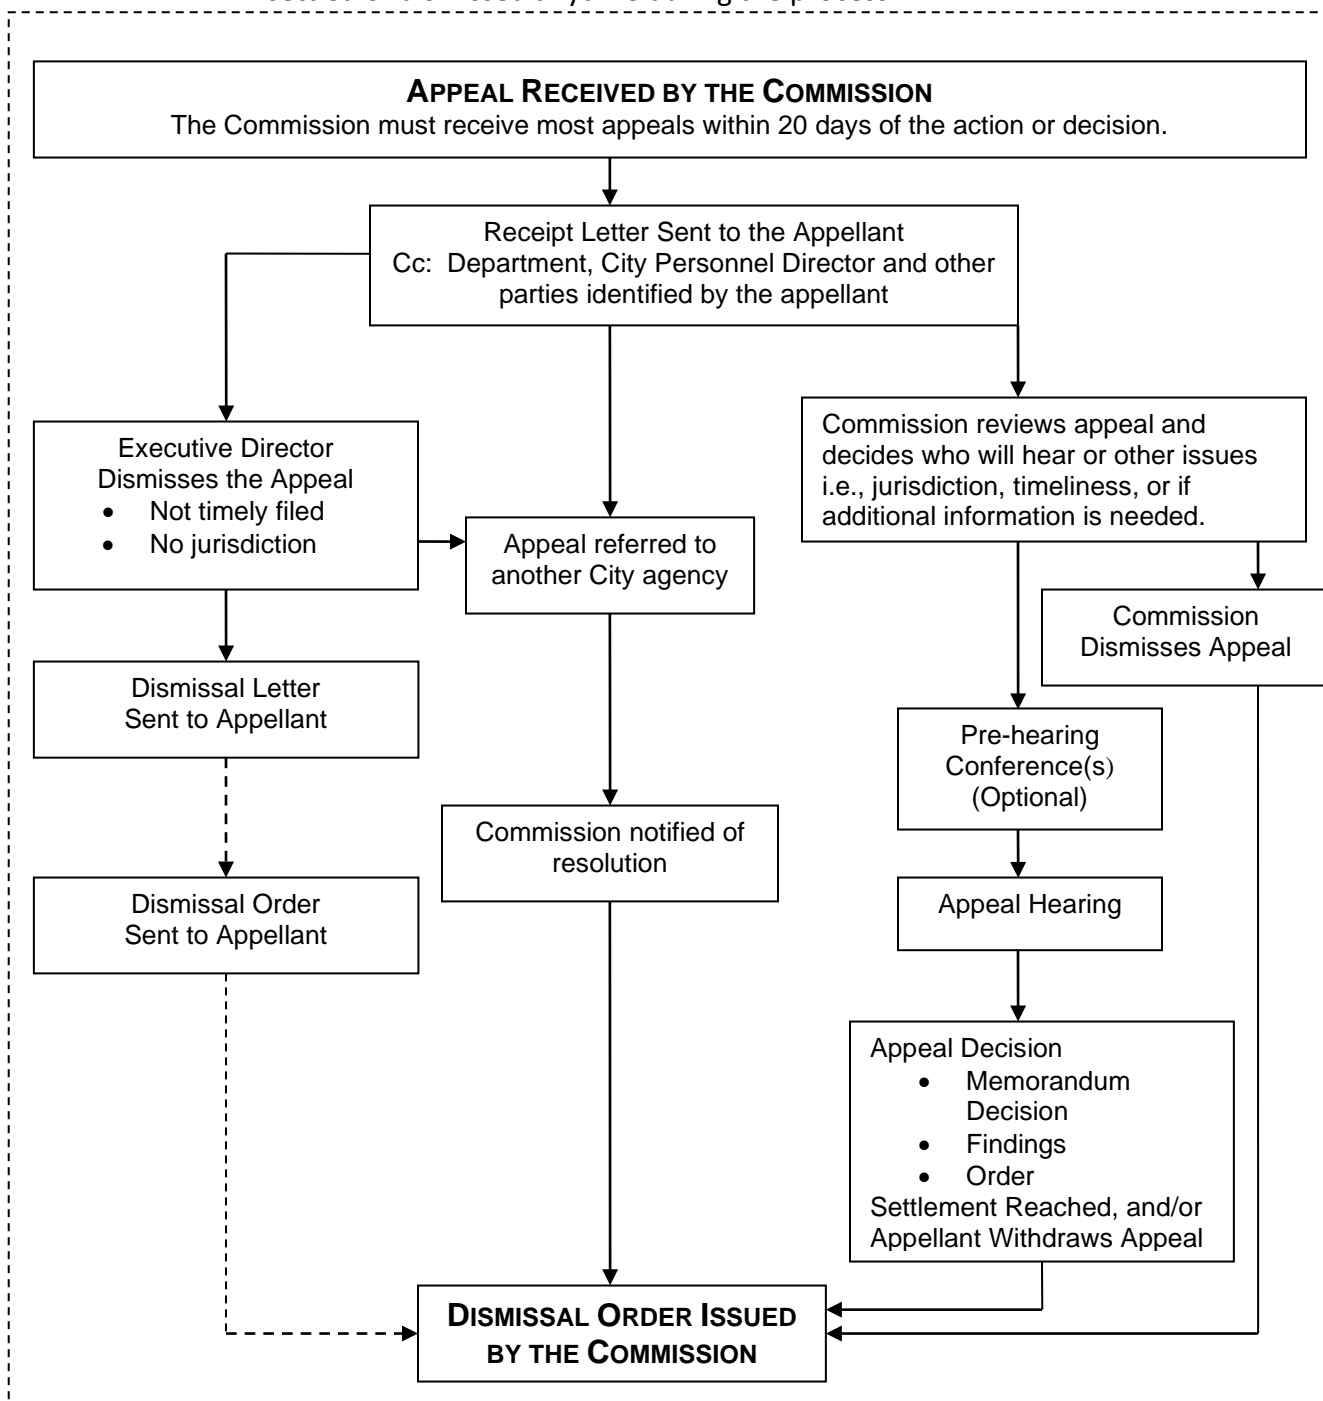 APPEAL RECEIVED BY THE COMMISSION
The Commission must receive most appeals within 20 days of the action or decision.
Receipt Letter Sent to the Appellant
Cc: Department, City Personnel Director and other
parties identified by the appellant
Executive Director
Dismisses the Appeal
• Not timely filed
• No jurisdiction
Appeal referred to
another City agency
Commission reviews appeal and
decides who will hear or other issues
i.e., jurisdiction, timeliness, or if
additional information is needed.
Commission
Dismisses Appeal
Dismissal Letter
Sent to Appellant
Pre-hearing
Conference(s)
(Optional)
Commission notified of
resolution
Dismissal Order
Sent to Appellant
Appeal Hearing
Appeal Decision
• Memorandum
Decision
• Findings
• Order
Settlement Reached, and/or
Appellant Withdraws Appeal
DISMISSAL ORDER ISSUED
BY THE COMMISSION